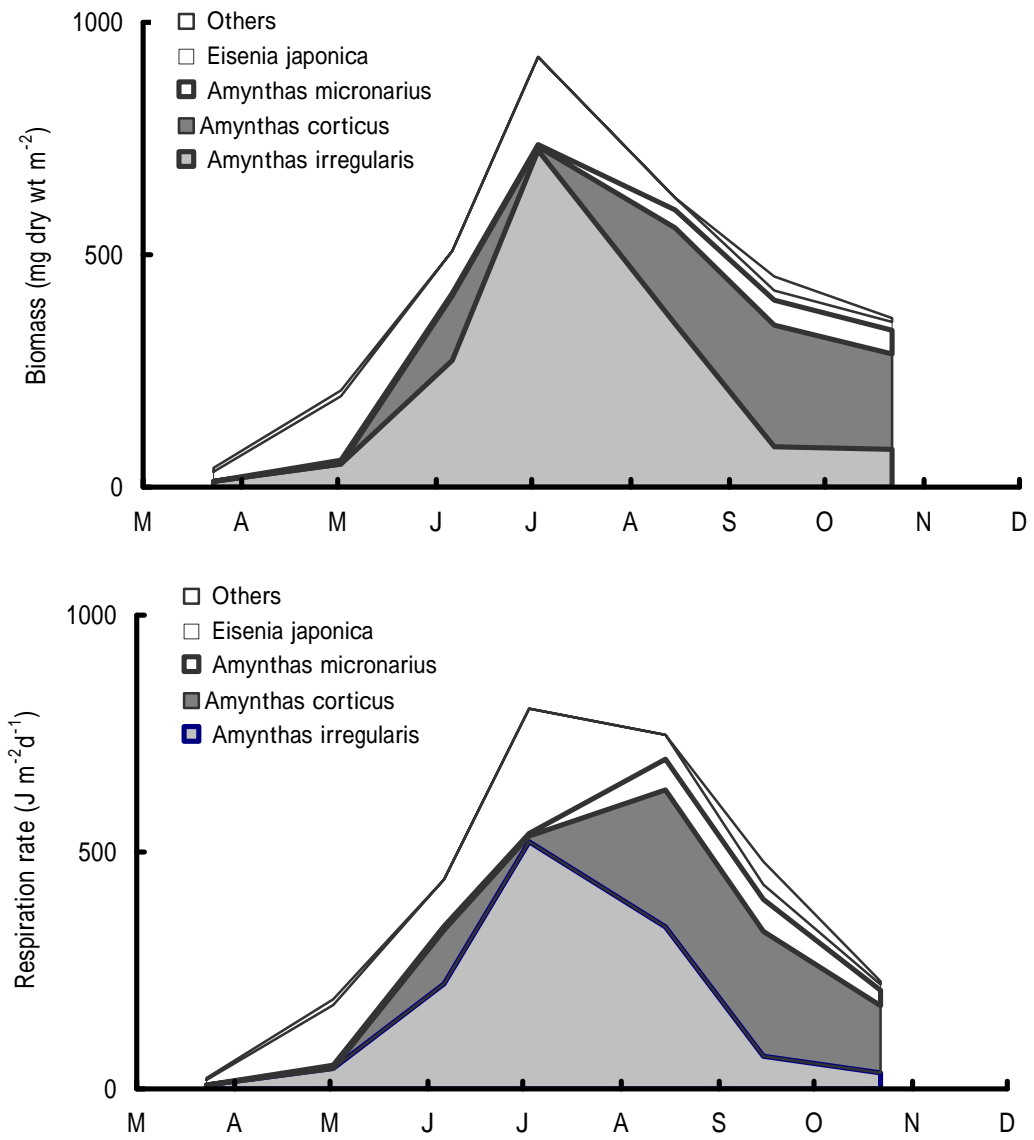 1000
Others
Eisenia japonica
Amynthas micronarius
Amynthas corticus
Amynthas irregularis
Biomass (mg dry wt m⁻²)
500
0
M A M J J A S O N D
1000
Others
Eisenia japonica
Amynthas micronarius
Amynthas corticus
Amynthas irregularis
Respiration rate (J m⁻²d⁻¹)
500
0
M A M J J A S O N D